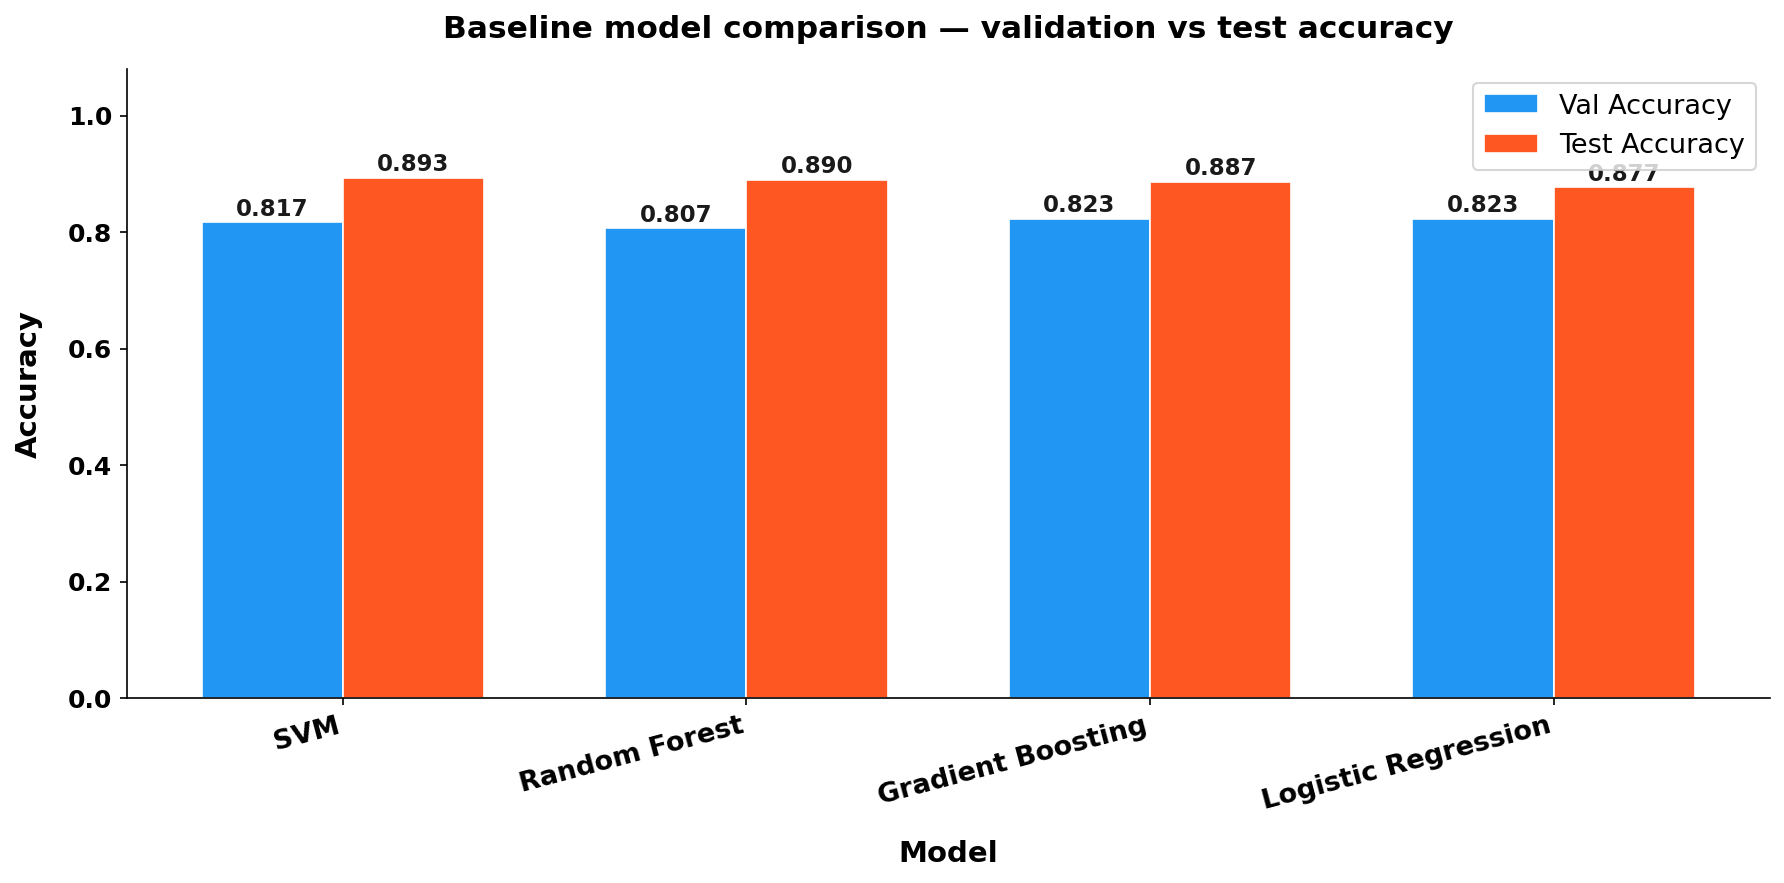 Baseline model comparison — validation vs test accuracy
Val Accuracy
Test Accuracy
Accuracy
1.0
0.8
0.6
0.4
0.2
0.0
0.817
0.893
0.807
0.890
0.823
0.887
0.823
0.877
SVM
Random Forest
Gradient Boosting
Logistic Regression
Model